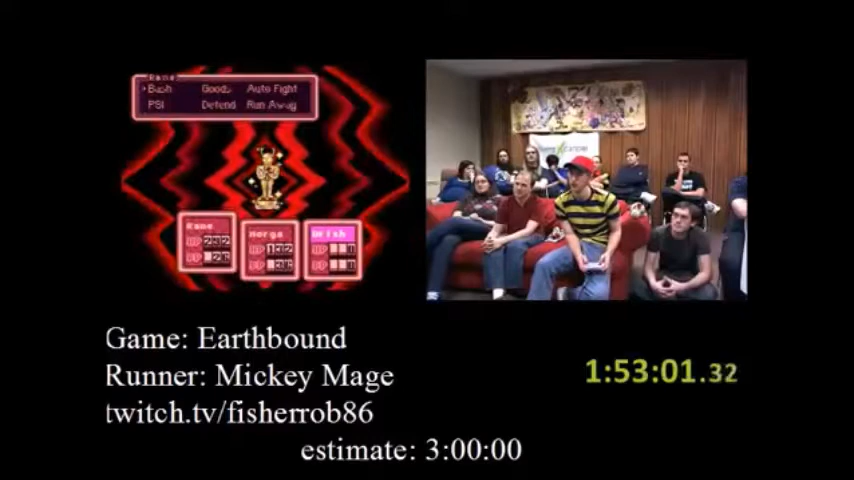 Bash Goods Auto Fight
PSI Defend Run Away
Game: Earthbound
Runner: Mickey Mage
twitch.tv/fisherrob86
1:53:01.32
estimate: 3:00:00